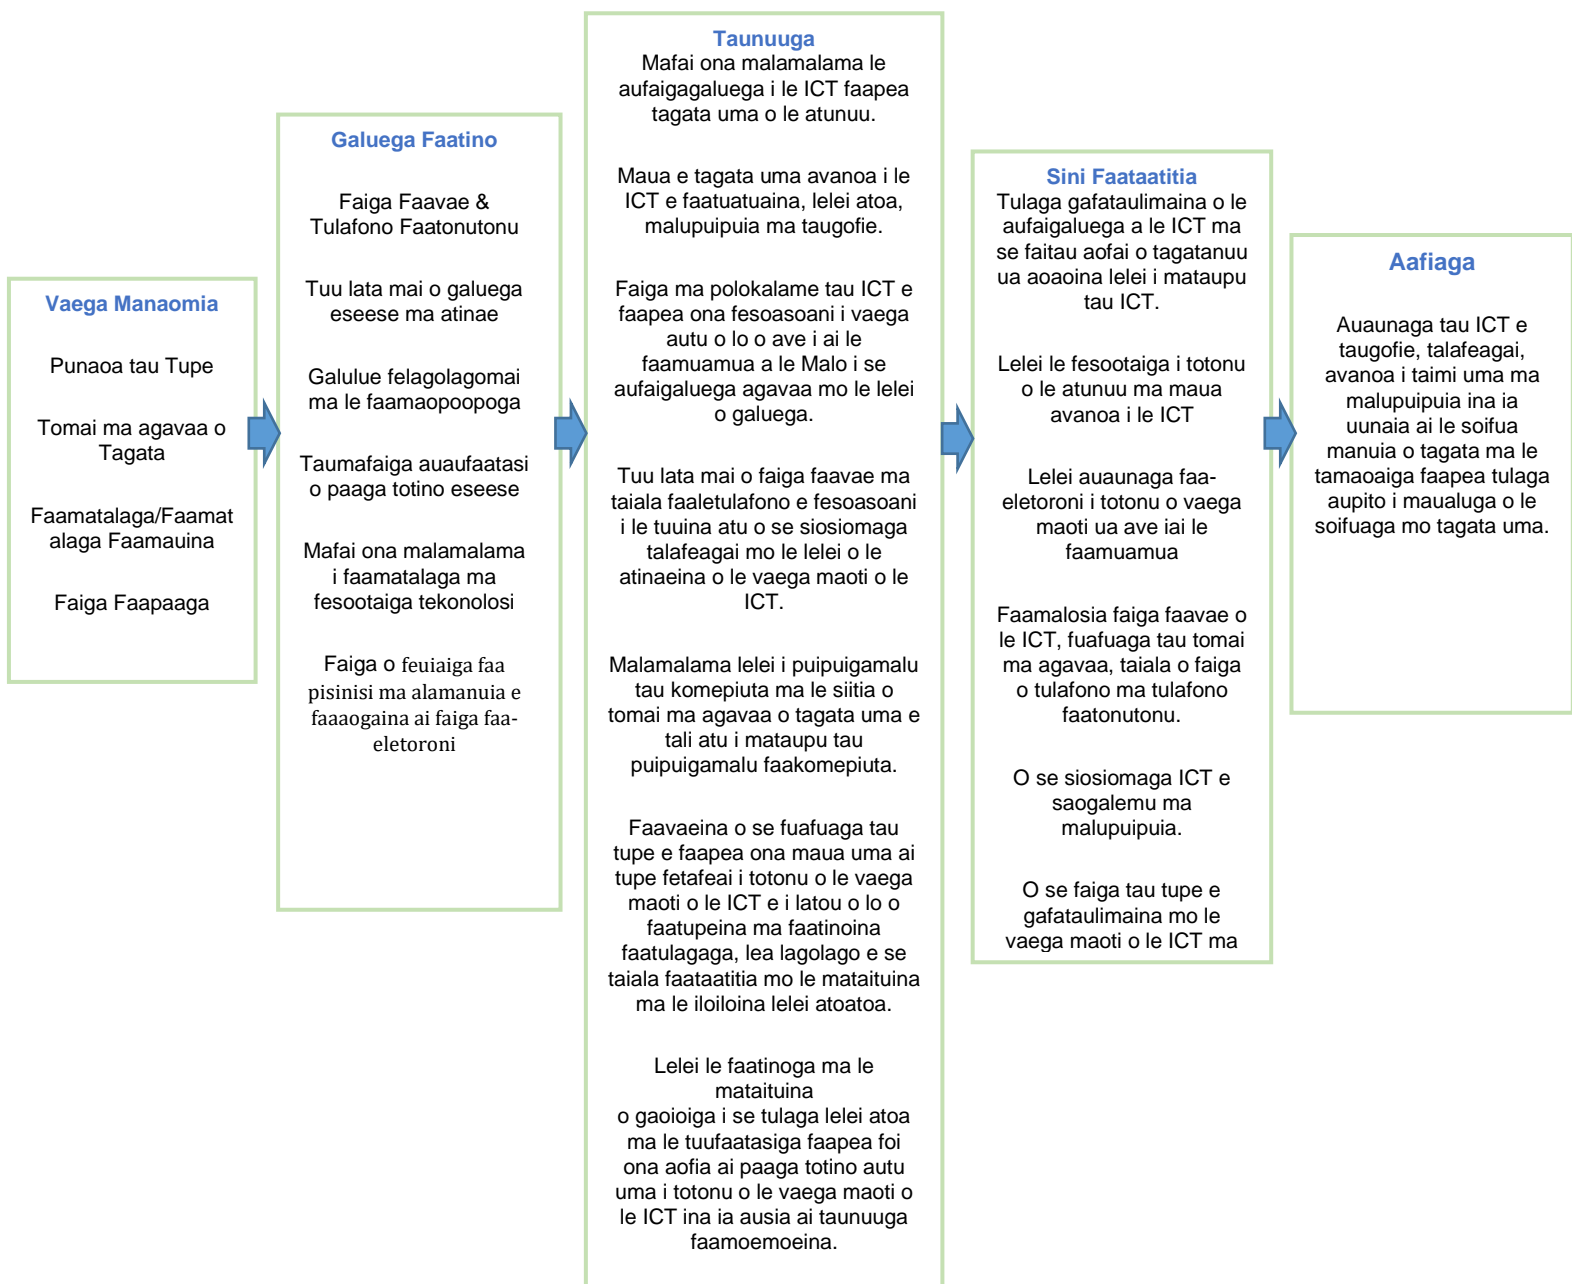 Vaega Manaomia
Punaoa tau Tupe
Tomai ma agavaa o
Tagata
Faamatalaga/Faamat
alaga Faamauina
Faiga Faapaaga
Galuega Faatino
Faiga Faavae &
Tulafono Faatonutonu
Tuu lata mai o galuega
eseese ma atinae
Galulue felagolagomai
ma le faamaopoopoga
Taumafaiga auaufaatasi
o paaga totino eseese
Mafai ona malamalama
i faamatalaga ma
fesootaiga tekonolosi
Faiga o feuiaiga faa
pisinisi ma alamanuia e
faaaogaina ai faiga faa-
eletoroni
Taunuuga
Mafai ona malamalama le
aufaigagaluega i le ICT faapea
tagata uma o le atunuu.
Maua e tagata uma avanoa i le
ICT e faatuatuaina, lelei atoa,
malupuipuia ma taugofie.
Faiga ma polokalame tau ICT e
faapea ona fesoasoani i vaega
autu o lo o ave i ai le
faamuamua a le Malo i se
aufaigaluega agavaa mo le lelei
o galuega.
Tuu lata mai o faiga faavae ma
taiala faaletulafono e fesoasoani
i le tuuina atu o se siosiomaga
talafeagai mo le lelei o le
atinaeina o le vaega maoti o le
ICT.
Malamalama lelei i puipuigamalu
tau komepiuta ma le siitia o
tomai ma agavaa o tagata uma e
tali atu i mataupu tau
puipuigamalu faakomepiuta.
Faavaeina o se fuafuaga tau
tupe e faapea ona maua uma ai
tupe fetafeai i totonu o le vaega
maoti o le ICT e i latou o lo o
faatupeina ma faatinoina
faatulagaga, lea lagolago e se
taiala faataatitia mo le mataituina
ma le iloiloina lelei atoatoa.
Lelei le faatinoga ma le
mataituina
o gaoioiga i se tulaga lelei atoa
ma le tuufaatasiga faapea foi
ona aofia ai paaga totino autu
uma i totonu o le vaega maoti o
le ICT ina ia ausia ai taunuuga
faamoemoeina.
Sini Faataatitia
Tulaga gafataulimaina o le
aufaigaluega a le ICT ma
se faitau aofai o tagatanuu
ua aoaoina lelei i mataupu
tau ICT.
Lelei le fesootaiga i totonu
o le atunuu ma maua
avanoa i le ICT
Lelei auaunaga faa-
eletoroni i totonu o vaega
maoti ua ave iai le
faamuamua
Faamalosia faiga faavae o
le ICT, fuafuaga tau tomai
ma agavaa, taiala o faiga
o tulafono ma tulafono
faatonutonu.
O se siosiomaga ICT e
saogalemu ma
malupuipuia.
O se faiga tau tupe e
gafataulimaina mo le
vaega maoti o le ICT ma
Aafiaga
Auaunaga tau ICT e
taugofie, talafeagai,
avanoa i taimi uma ma
malupuipuia ina ia
uunaia ai le soifua
manuia o tagata ma le
tamaoaiga faapea tulaga
aupito i maualuga o le
soifuaga mo tagata uma.